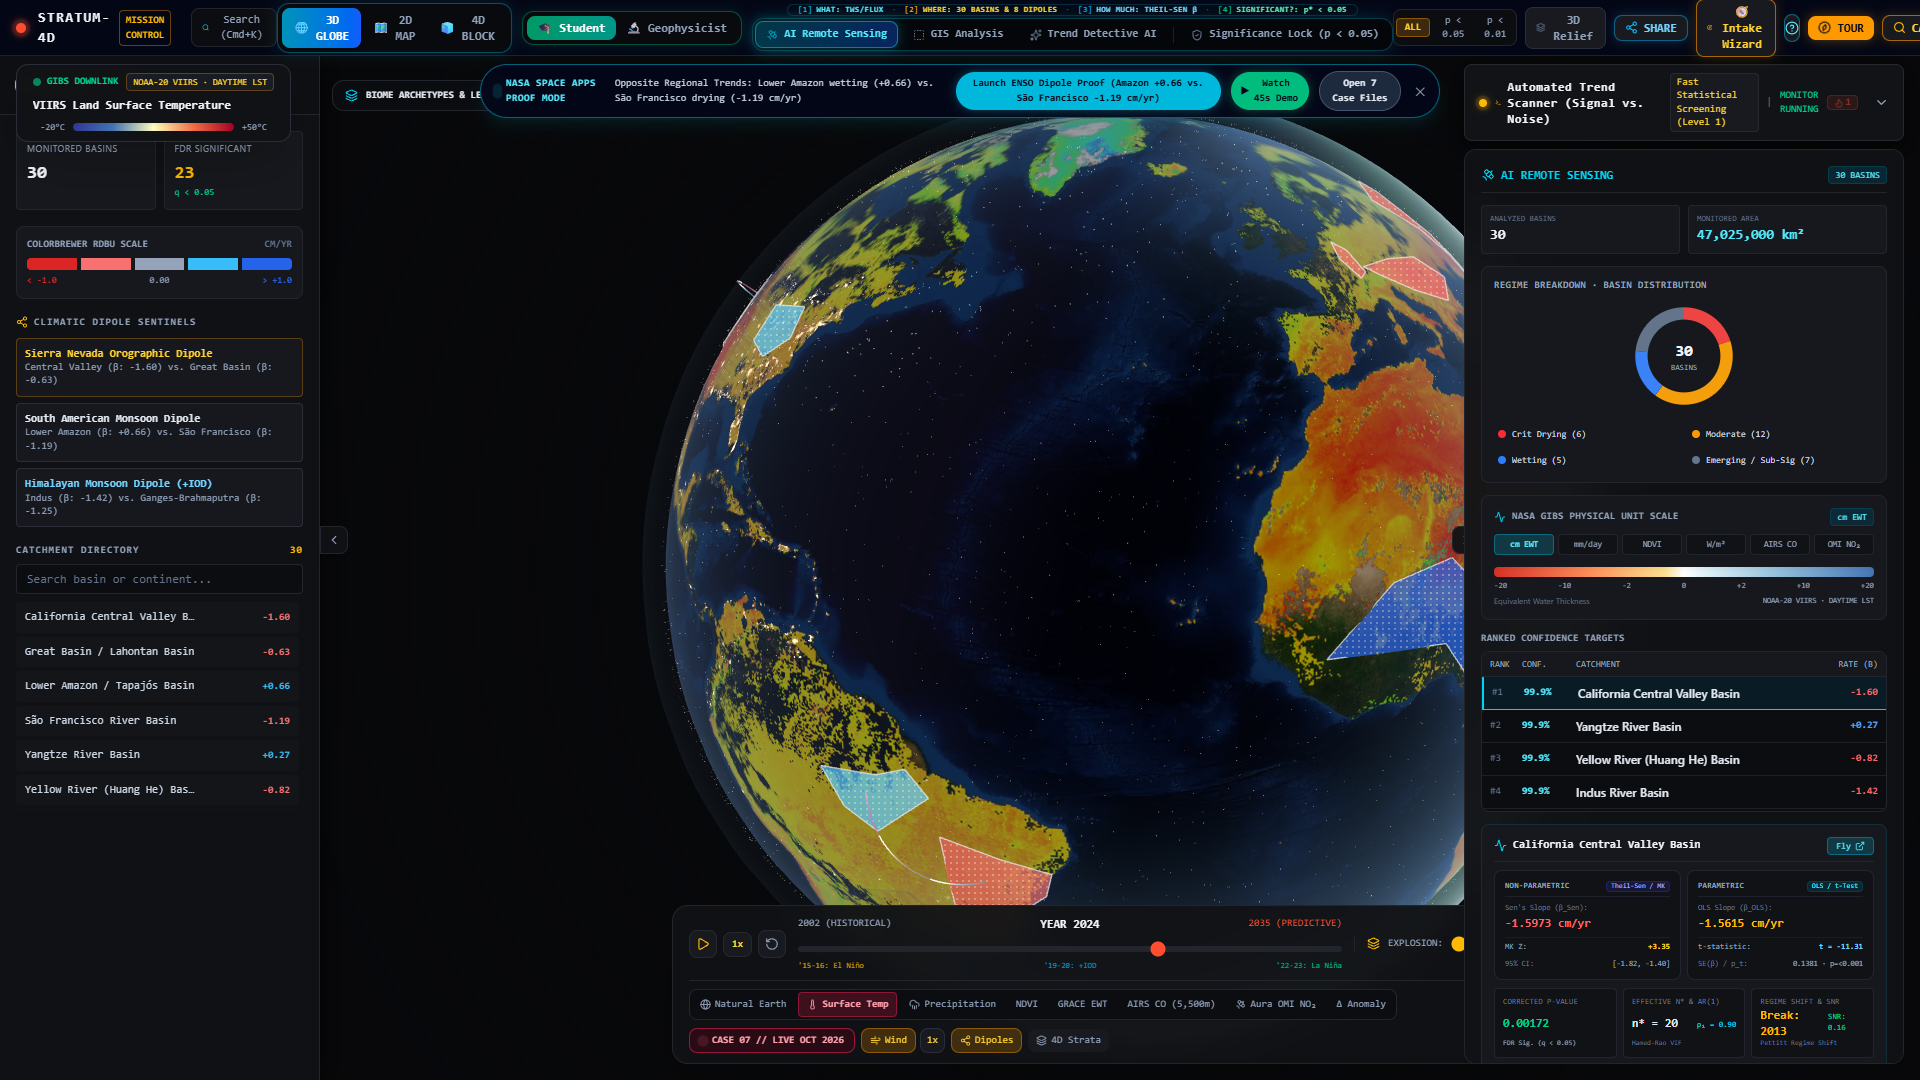 STRATUM-4D
MISSION CONTROL
Search (Cmd+K)
3D GLOBE
2D MAP
4D BLOCK
Student
Geophysicist
[1] WHAT: TWS/FLUX · [2] WHERE: 30 BASINS & 8 DIPOLES · [3] HOW MUCH: THEIL-SEN β · [4] SIGNIFICANT?: p* < 0.05
AI Remote Sensing
GIS Analysis
Trend Detective AI
Significance Lock (p < 0.05)
ALL
p < 0.05
p < 0.01
3D Relief
SHARE
Intake Wizard
TOUR
GIBS DOWNLINK
NOAA-20 VIIRS · DAYTIME LST
VIIRS Land Surface Temperature
-20°C
+50°C
MONITORED BASINS
30
FDR SIGNIFICANT
23
q < 0.05
COLORBREWER RDBU SCALE
CM/YR
< -1.0
0.00
> +1.0
CLIMATIC DIPOLE SENTINELS
Sierra Nevada Orographic Dipole
Central Valley (β: -1.60) vs. Great Basin (β: -0.63)
South American Monsoon Dipole
Lower Amazon (β: +0.66) vs. São Francisco (β: -1.19)
Himalayan Monsoon Dipole (+IOD)
Indus (β: -1.42) vs. Ganges-Brahmaputra (β: -1.25)
CATCHMENT DIRECTORY
30
Search basin or continent...
California Central Valley B…
-1.60
Great Basin / Lahontan Basin
-0.63
Lower Amazon / Tapajós Basin
+0.66
São Francisco River Basin
-1.19
Yangtze River Basin
+0.27
Yellow River (Huang He) Bas…
-0.82
BIOME ARCHETYPES & LE
NASA SPACE APPS PROOF MODE
Opposite Regional Trends: Lower Amazon wetting (+0.66) vs. São Francisco drying (-1.19 cm/yr)
Launch ENSO Dipole Proof (Amazon +0.66 vs. São Francisco -1.19 cm/yr)
Watch 45s Demo
Open 7 Case Files
2002 (HISTORICAL)
YEAR 2024
2035 (PREDICTIVE)
1x
'15-16: El Niño
'19-20: +IOD
'22-23: La Niña
EXPLOSION:
Natural Earth
Surface Temp
Precipitation
NDVI
GRACE EWT
AIRS CO (5,500m)
Aura OMI NO₂
Δ Anomaly
CASE 07 // LIVE OCT 2026
Wind
1x
Dipoles
4D Strata
Automated Trend Scanner (Signal vs. Noise)
Fast Statistical Screening (Level 1)
MONITOR RUNNING
1
AI REMOTE SENSING
30 BASINS
ANALYZED BASINS
30
MONITORED AREA
47,025,000 km²
REGIME BREAKDOWN · BASIN DISTRIBUTION
30
BASINS
Crit Drying (6)
Moderate (12)
Wetting (5)
Emerging / Sub-Sig (7)
NASA GIBS PHYSICAL UNIT SCALE
cm EWT
cm EWT
mm/day
NDVI
W/m²
AIRS CO
OMI NO₂
-20
-10
-2
0
+2
+10
+20
Equivalent Water Thickness
NOAA-20 VIIRS · DAYTIME LST
RANKED CONFIDENCE TARGETS
RANK CONF. CATCHMENT RATE (Β)
#1 99.9% California Central Valley Basin -1.60
#2 99.9% Yangtze River Basin +0.27
#3 99.9% Yellow River (Huang He) Basin -0.82
#4 99.9% Indus River Basin -1.42
California Central Valley Basin
Fly
NON-PARAMETRIC
Theil-Sen / MK
Sen's Slope (β_Sen):
-1.5973 cm/yr
MK Z:
+3.35
95% CI:
[-1.82, -1.40]
PARAMETRIC
OLS / t-Test
OLS Slope (β_OLS):
-1.5615 cm/yr
t-statistic:
t = -11.31
SE(β) / p_t:
0.1381 · p=<0.001
CORRECTED P-VALUE
0.00172
FDR Sig. (q < 0.05)
EFFECTIVE N* & AR(1)
n* = 20
ρ₁ = 0.90
Hamed-Rao VIF
REGIME SHIFT & SNR
Break: 2013
SNR: 0.16
Pettitt Regime Shift